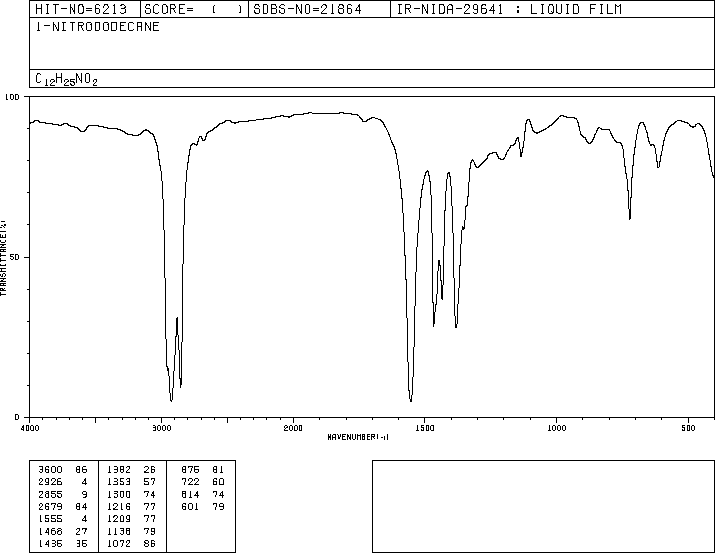 HIT-NO=6213 SCORE= ( ) SDBS-NO=21864 IR-NIDA-29641 : LIQUID FILM
1-NITRODODECANE
C12H25NO2
100
50
0
TRANSMITTANCE(%)
4000 3000 2000 1500 1000 500
WAVENUMBER(-1)
3600 86 1382 26 875 81
2926 4 1353 57 722 60
2855 9 1300 74 614 74
2679 84 1216 77 601 79
1555 4 1209 77
1466 27 1138 79
1435 35 1072 86